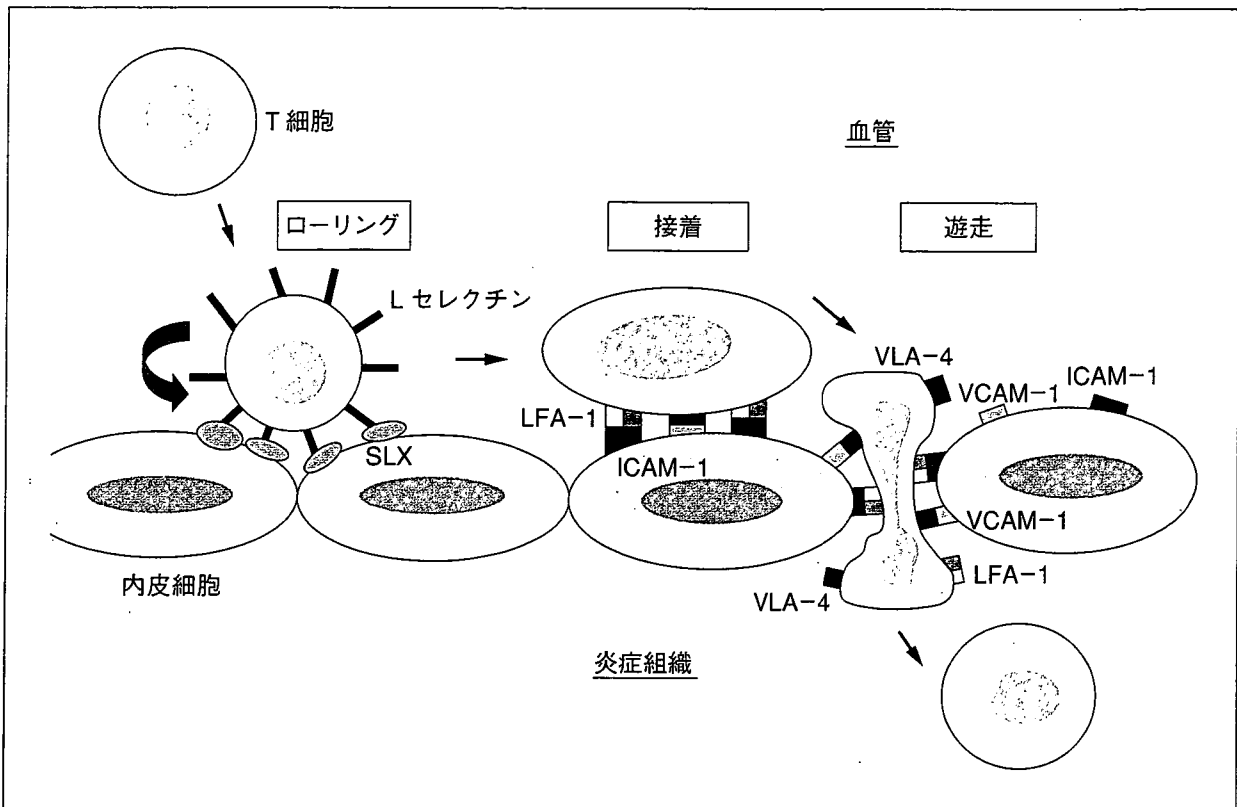 T細胞
血管
ローリング
接着
遊走
Lセレクチン
VLA-4
VCAM-1
ICAM-1
LFA-1
SLX
ICAM-1
VCAM-1
内皮細胞
VLA-4
LFA-1
炎症組織